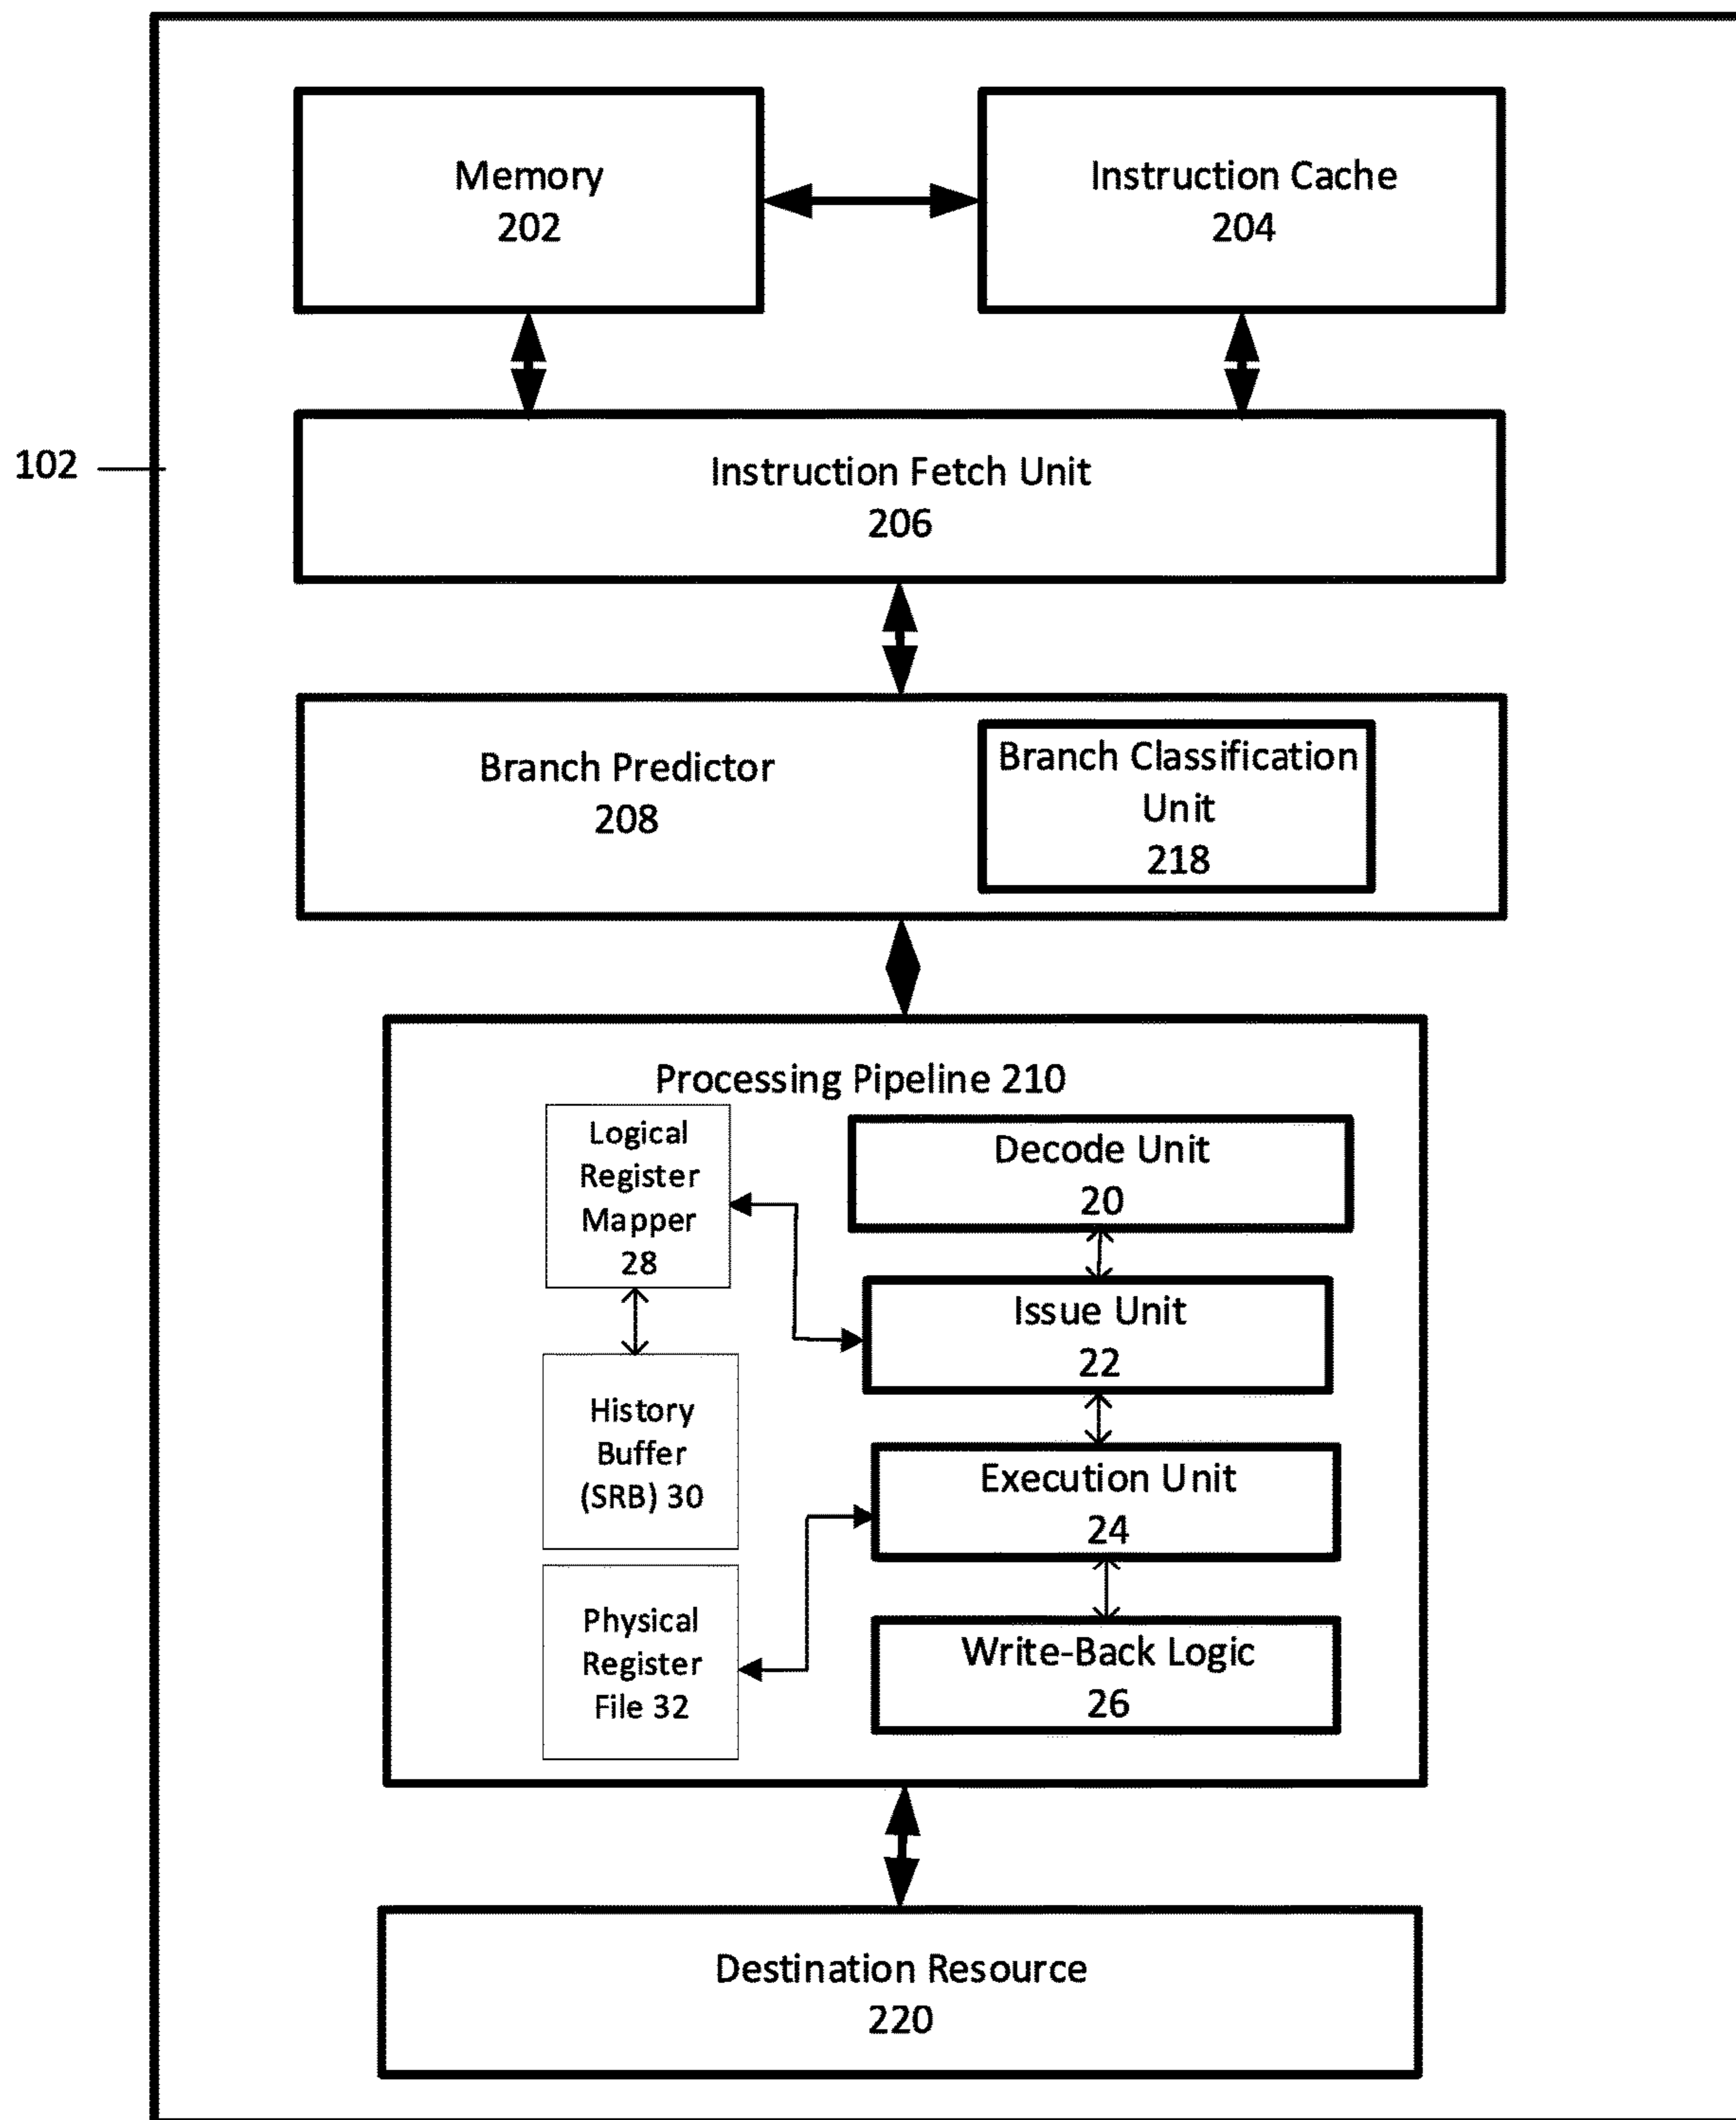 Memory
202
Instruction Cache
204
102
Instruction Fetch Unit
206
Branch Predictor
208
Branch Classification
Unit
218
Processing Pipeline 210
Logical
Register
Mapper
28
Decode Unit
20
Issue Unit
22
History
Buffer
(SRB) 30
Execution Unit
24
Physical
Register
File 32
Write-Back Logic
26
Destination Resource
220